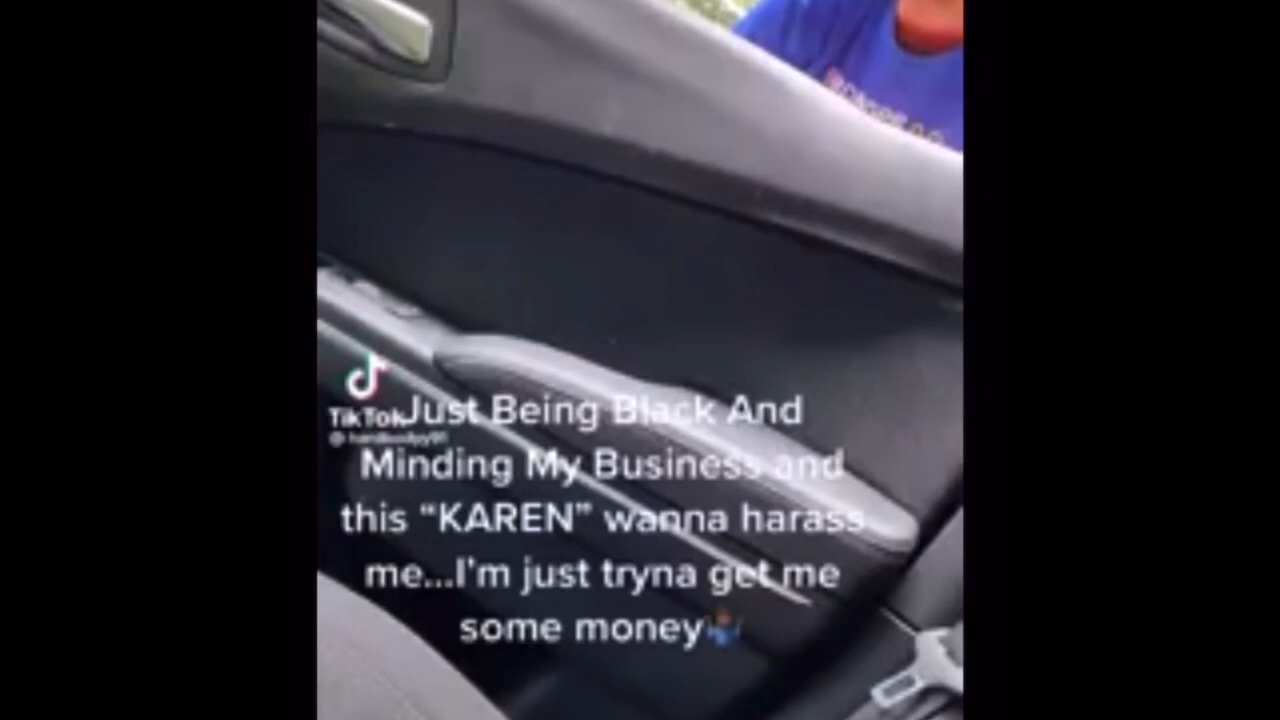 TikTok
Just Being Black And
Minding My Business and
this “KAREN” wanna harass
me...I'm just tryna get me
some money🤷🏾‍♂️